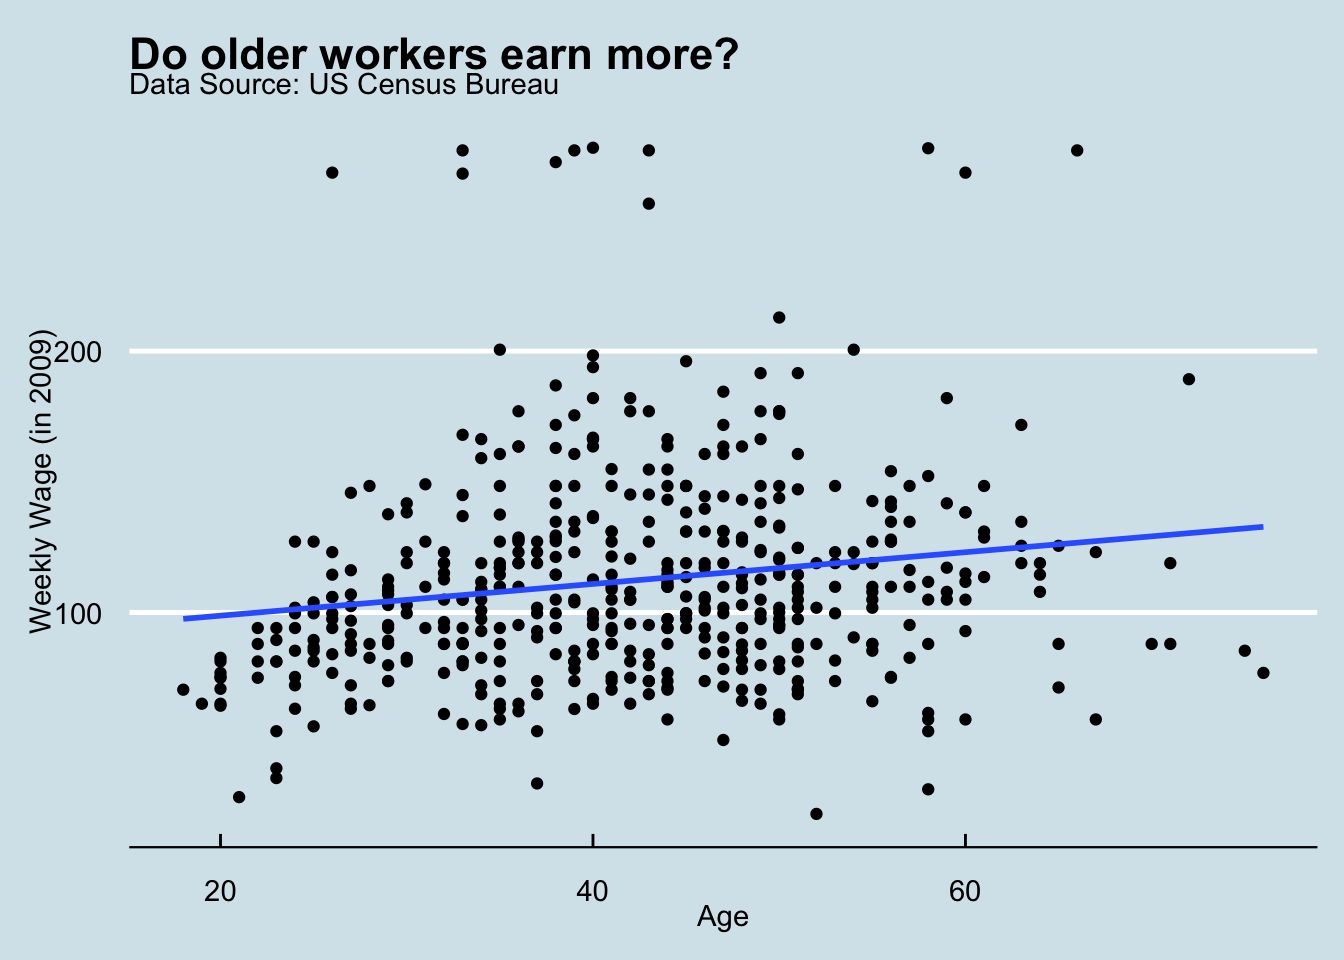 Do older workers earn more?
Data Source: US Census Bureau
Weekly Wage (in 2009)
200
100
20 40 60
Age